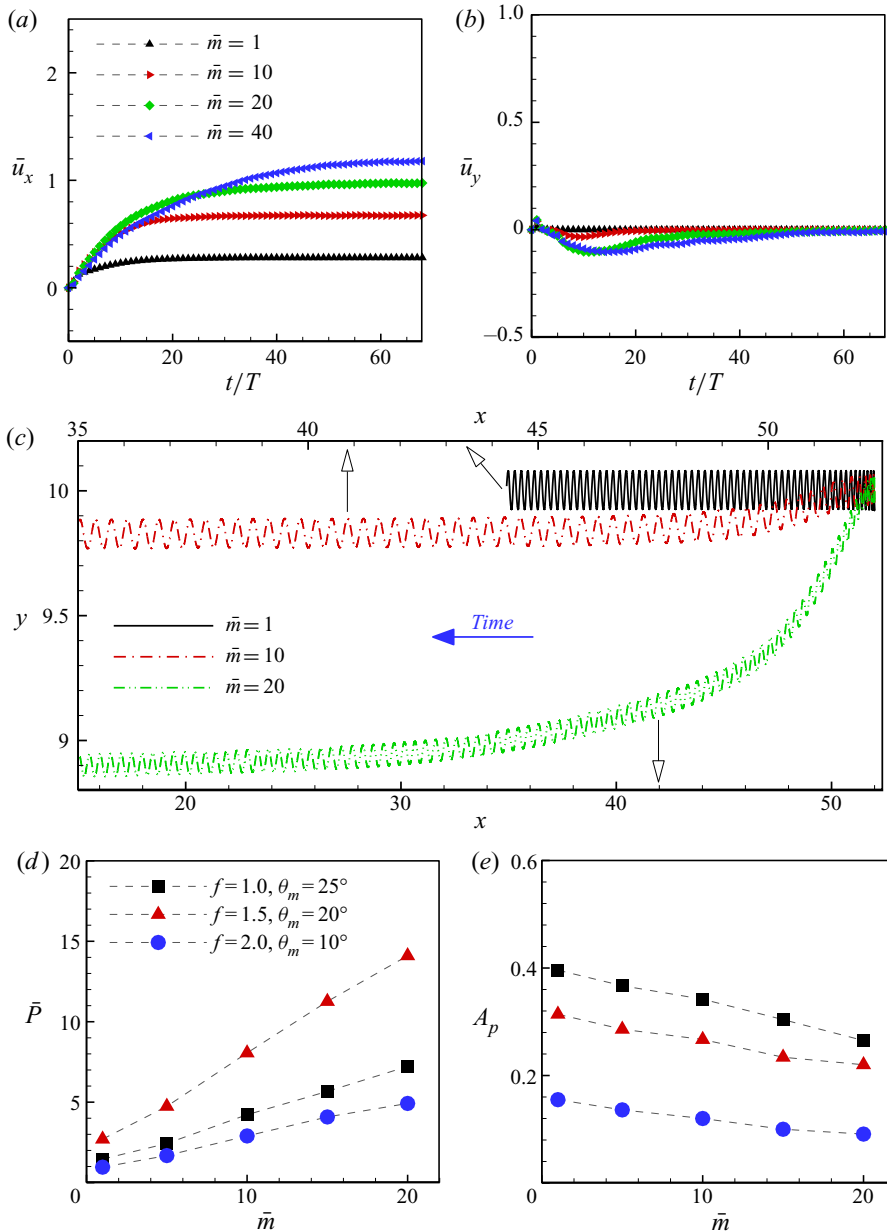 (a)
m̄ = 1
m̄ = 10
m̄ = 20
m̄ = 40
2
1
0
ū_x
0 20 40 60
t/T
(b)
1.0
0.5
0
−0.5
ū_y
0 20 40 60
t/T
(c)
35 40 x 45 50
10
9.5
9
y
m̄ = 1
m̄ = 10
m̄ = 20
Time
20 30 40 50
x
(d)
f = 1.0, θ_m = 25°
f = 1.5, θ_m = 20°
f = 2.0, θ_m = 10°
20
15
10
5
0
P̄
0 10 20
m̄
(e)
0.6
0.4
0.2
0
A_p
0 10 20
m̄